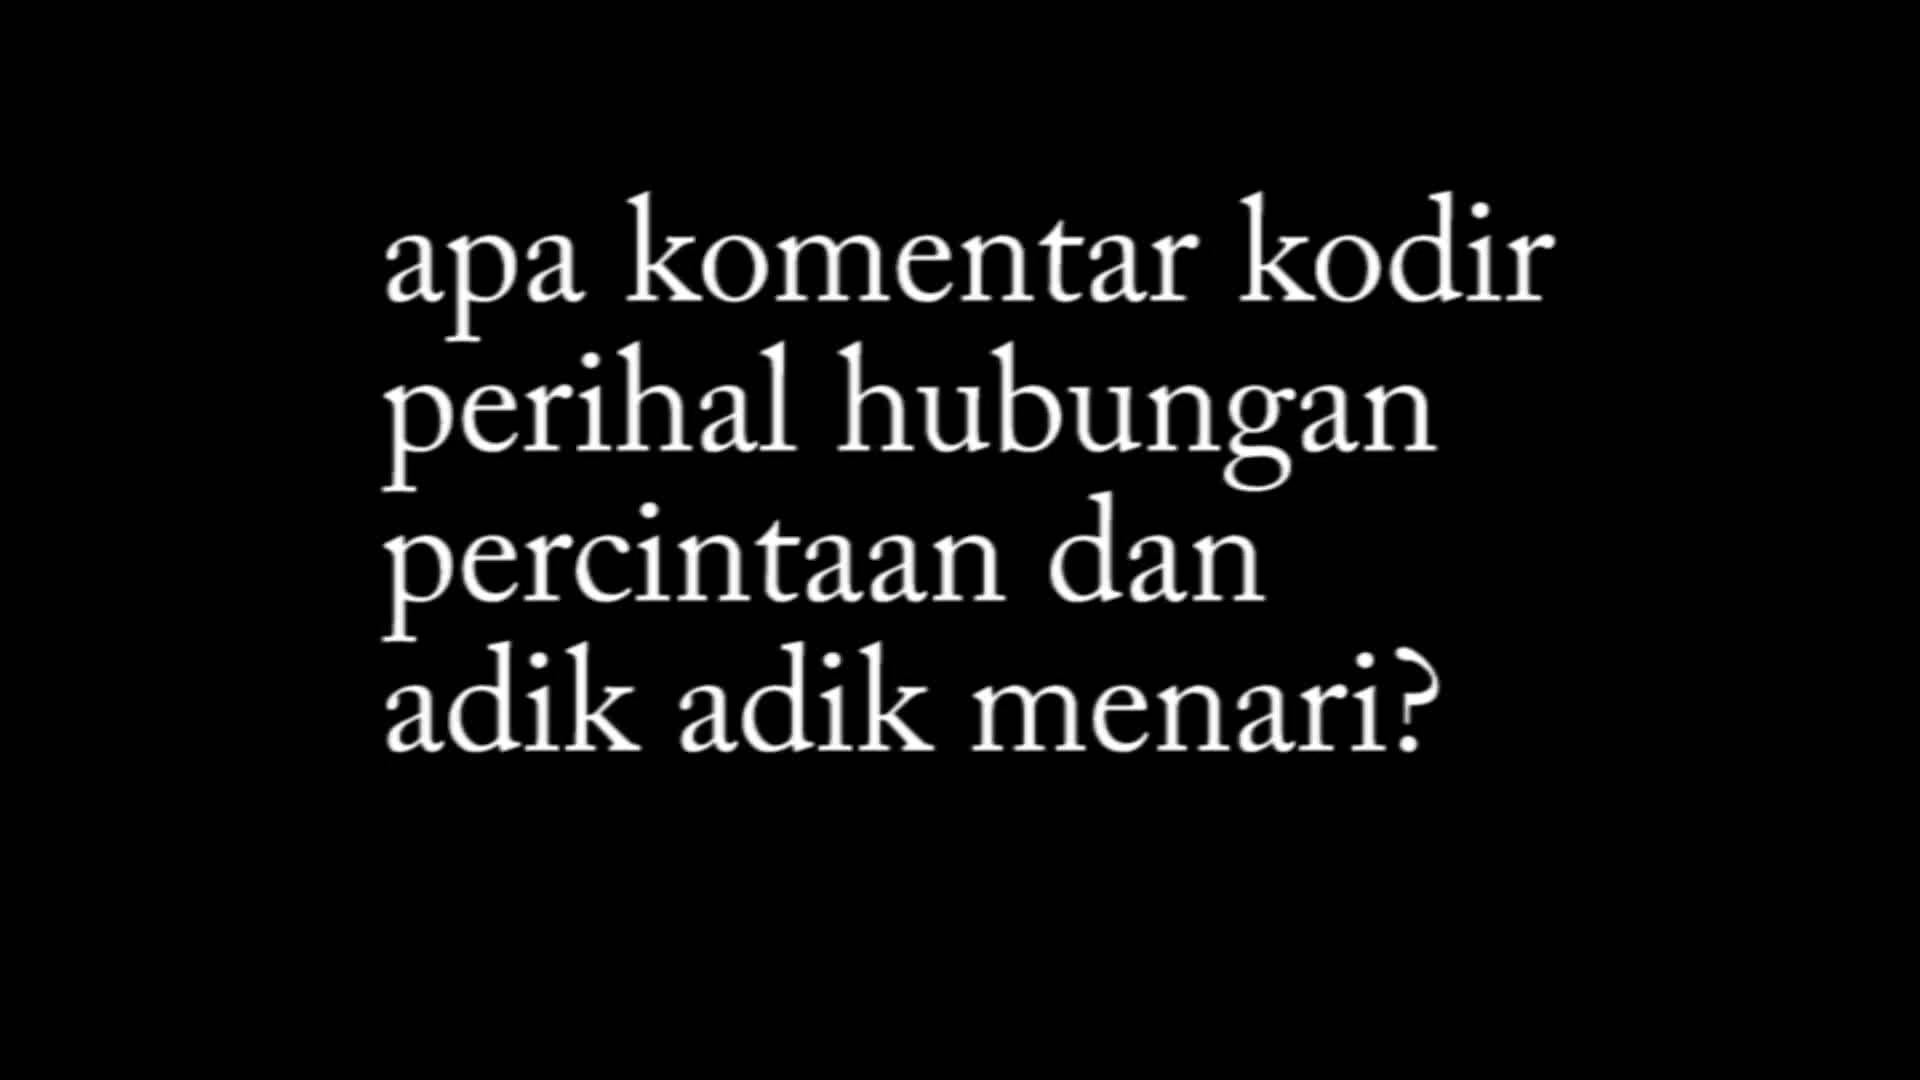 apa komentar kodir
perihal hubungan
percintaan dan
adik adik menari?